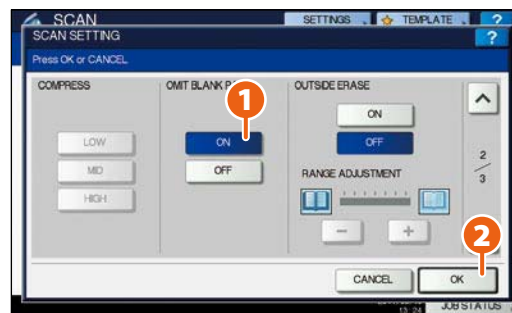 SCAN SETTINGS TEMPLATE ?
SCAN SETTING ?
Press OK or CANCEL
COMPRESS OMIT BLANK OUTSIDE ERASE
1
ON
LOW ON OFF
MID OFF RANGE ADJUSTMENT
HIGH
2
3
- +
2
CANCEL OK
JOB STATUS